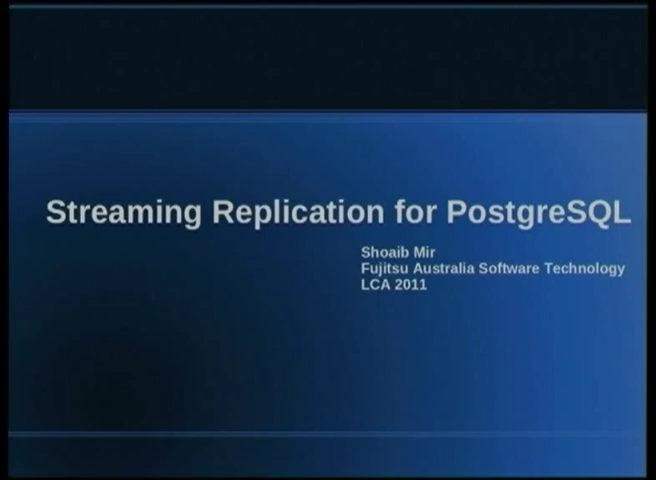 Streaming Replication for PostgreSQL
Shoaib Mir
Fujitsu Australia Software Technology
LCA 2011